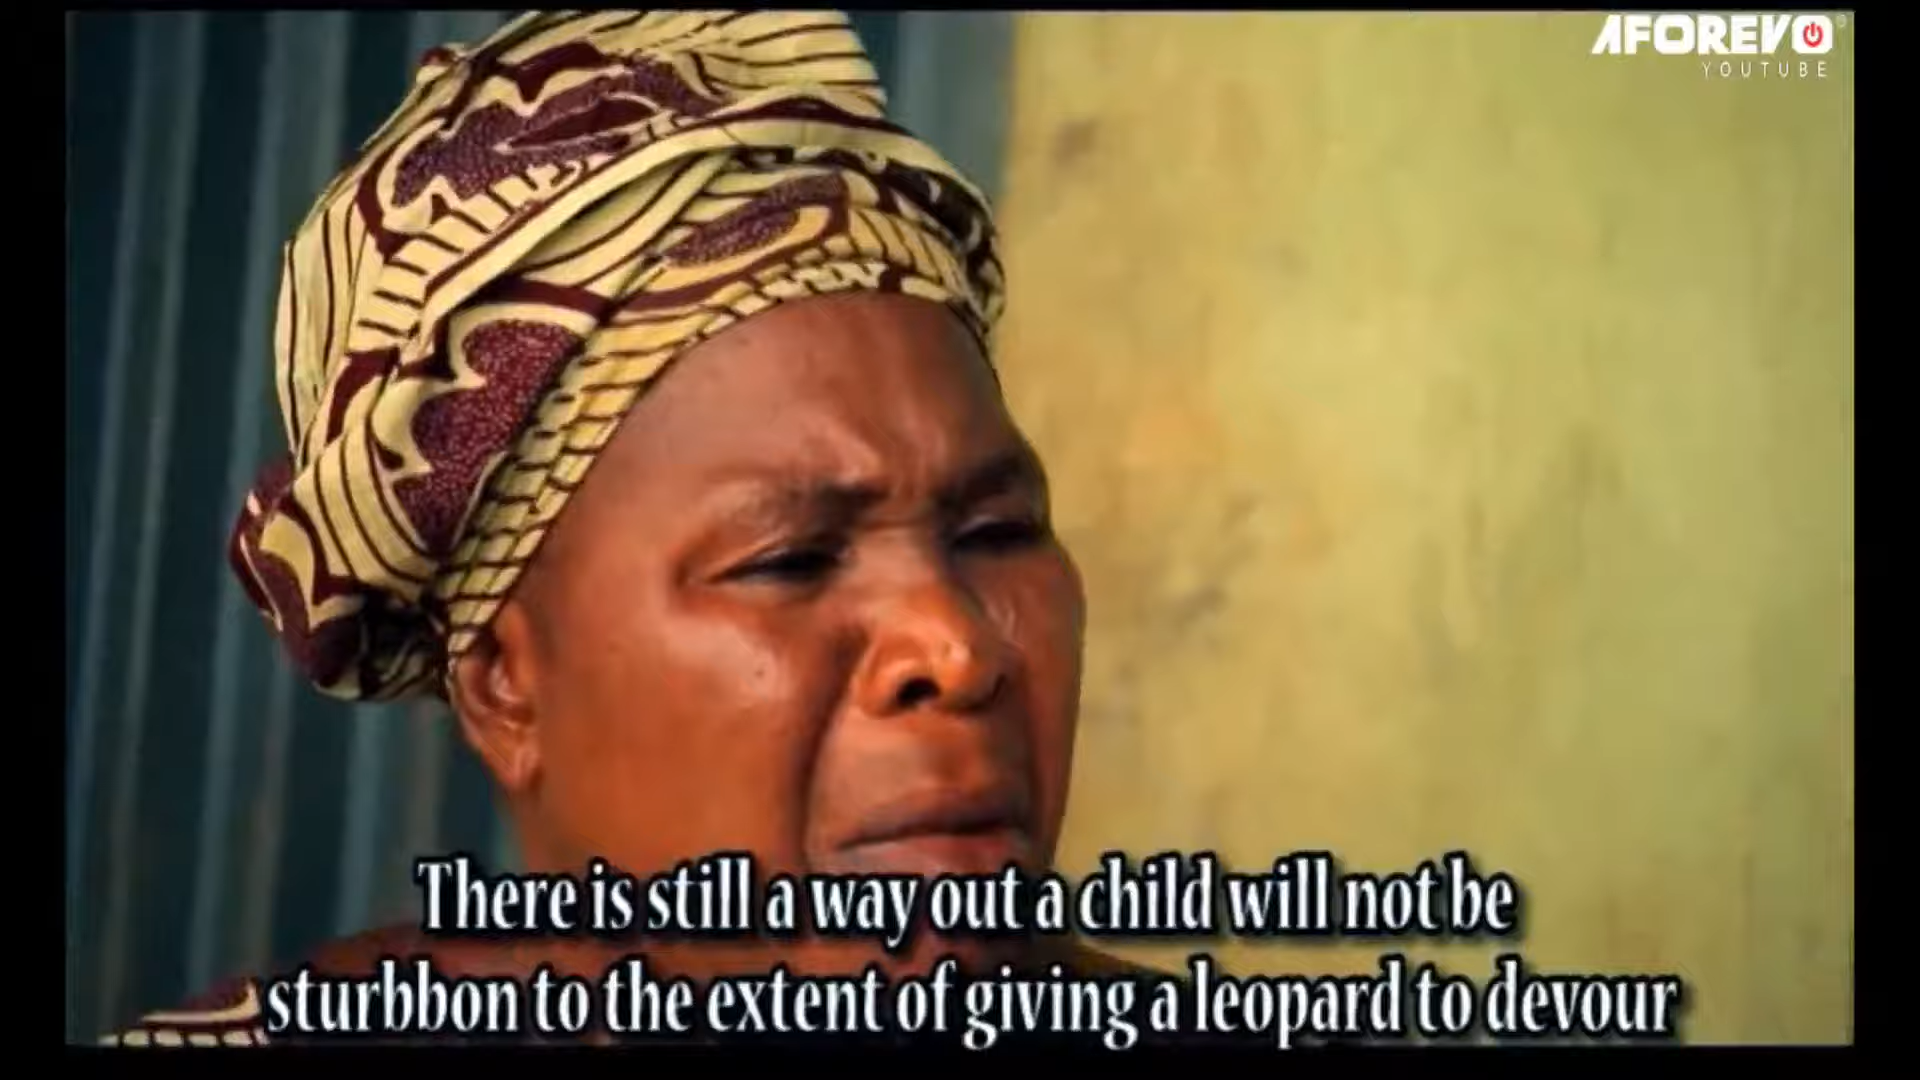 AFOREVO
YOUTUBE
There is still a way out a child will not be
sturbbon to the extent of giving a leopard to devour